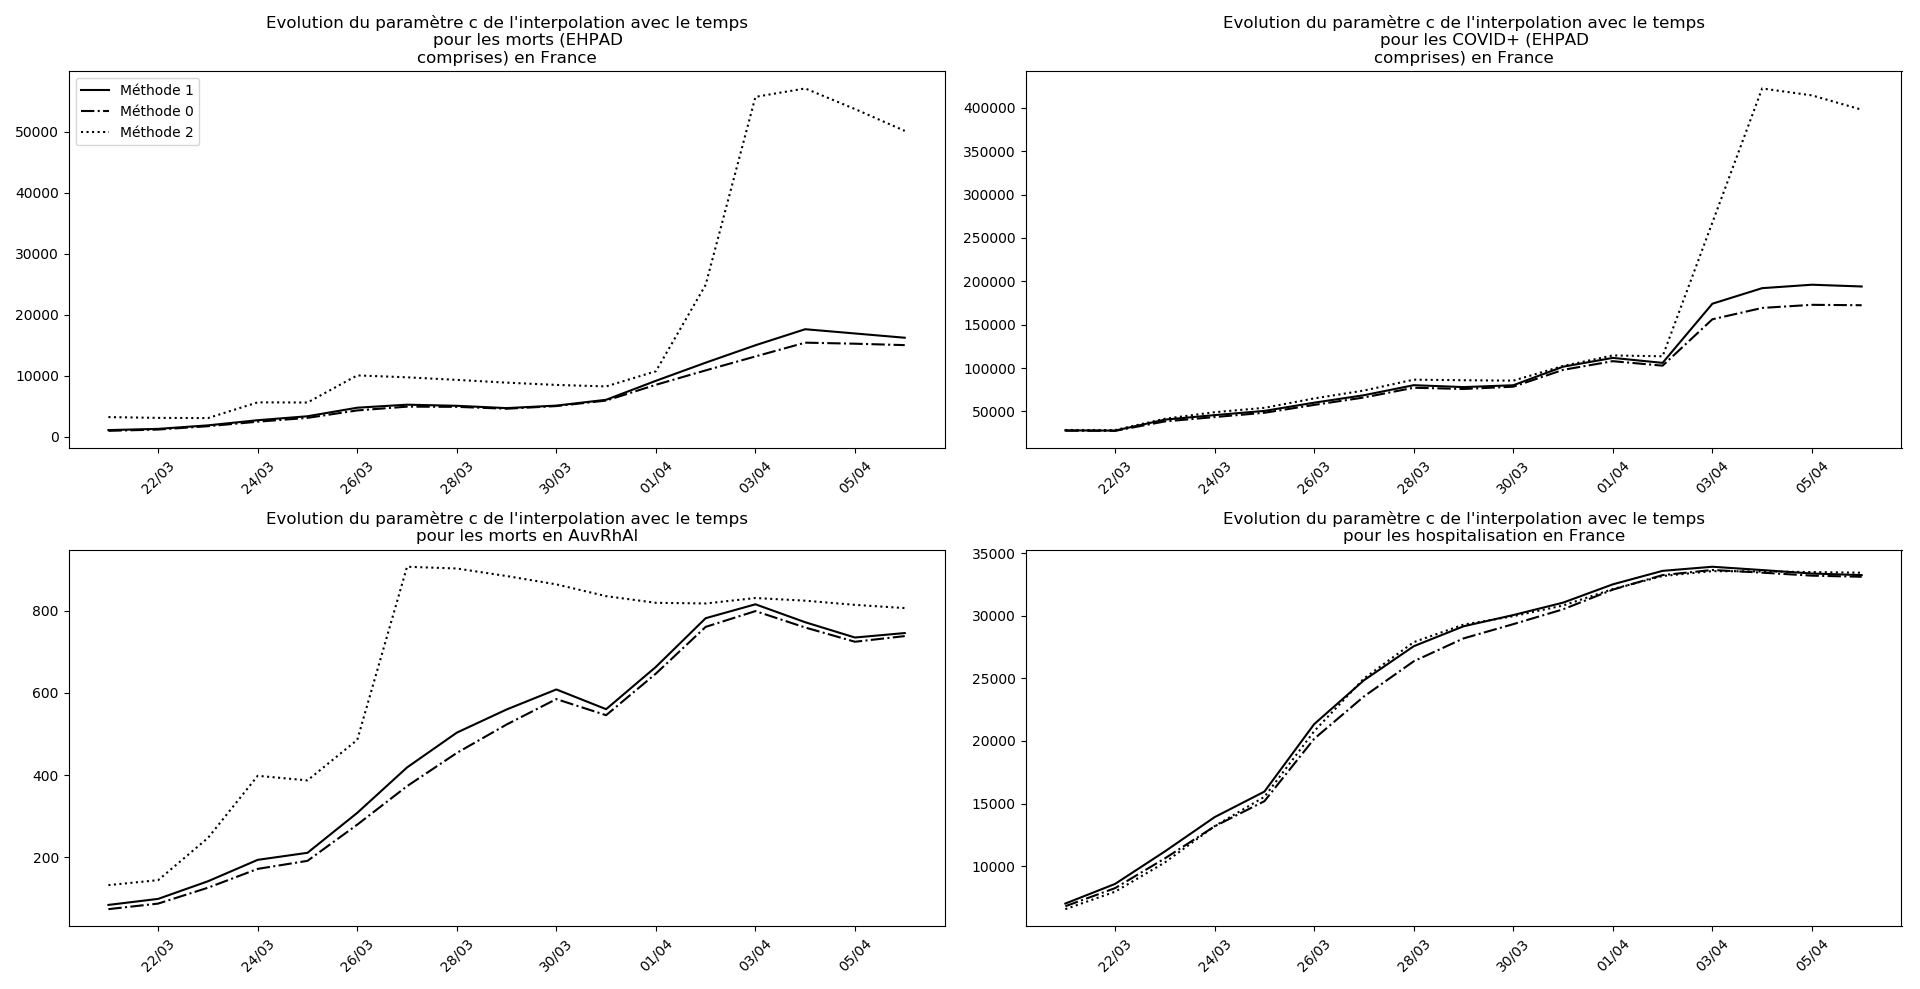 Evolution du paramètre c de l'interpolation avec le temps
pour les morts (EHPAD
comprises) en France
Méthode 1
Méthode 0
Méthode 2
50000
40000
30000
20000
10000
0
22/03 24/03 26/03 28/03 30/03 01/04 03/04 05/04
Evolution du paramètre c de l'interpolation avec le temps
pour les COVID+ (EHPAD
comprises) en France
400000
350000
300000
250000
200000
150000
100000
50000
22/03 24/03 26/03 28/03 30/03 01/04 03/04 05/04
Evolution du paramètre c de l'interpolation avec le temps
pour les morts en AuvRhAl
800
600
400
200
22/03 24/03 26/03 28/03 30/03 01/04 03/04 05/04
Evolution du paramètre c de l'interpolation avec le temps
pour les hospitalisation en France
35000
30000
25000
20000
15000
10000
22/03 24/03 26/03 28/03 30/03 01/04 03/04 05/04